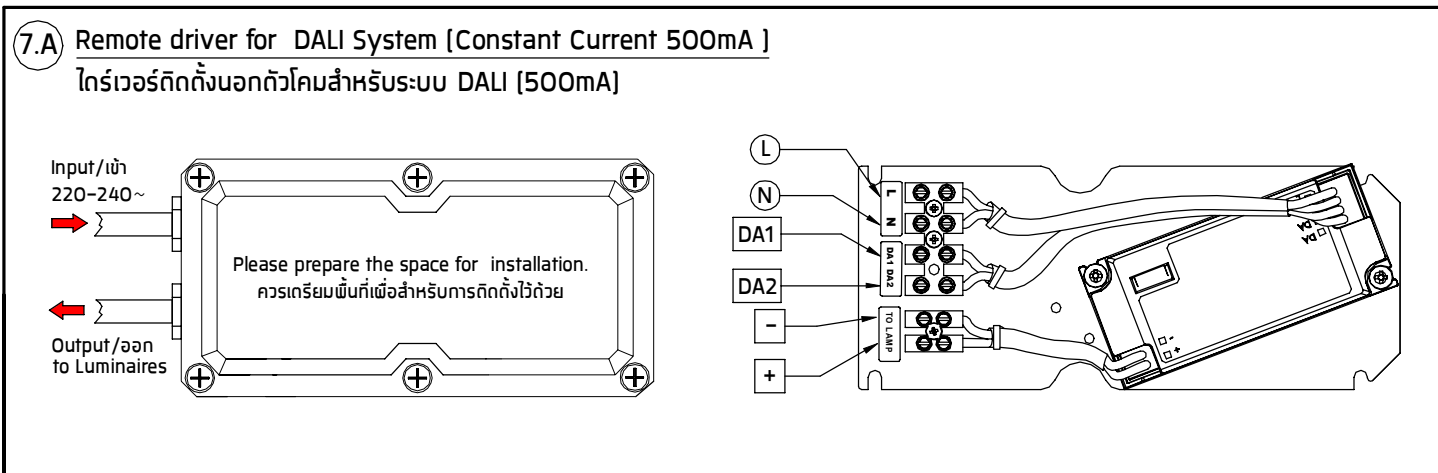 7.A Remote driver for DALI System (Constant Current 500mA )
ไดร์เวอร์ติดตั้งนอกตัวโคมสำหรับระบบ DALI (500mA)
Input/เข้า
220-240~
Please prepare the space for installation.
ควรเตรียมพื้นที่เพื่อสำหรับการติดตั้งไว้ด้วย
Output/ออก
to Luminaires
L
N
DA1
DA2
-
+
L
N
DA1 DA2
TO LAMP
DA
DA
-
+